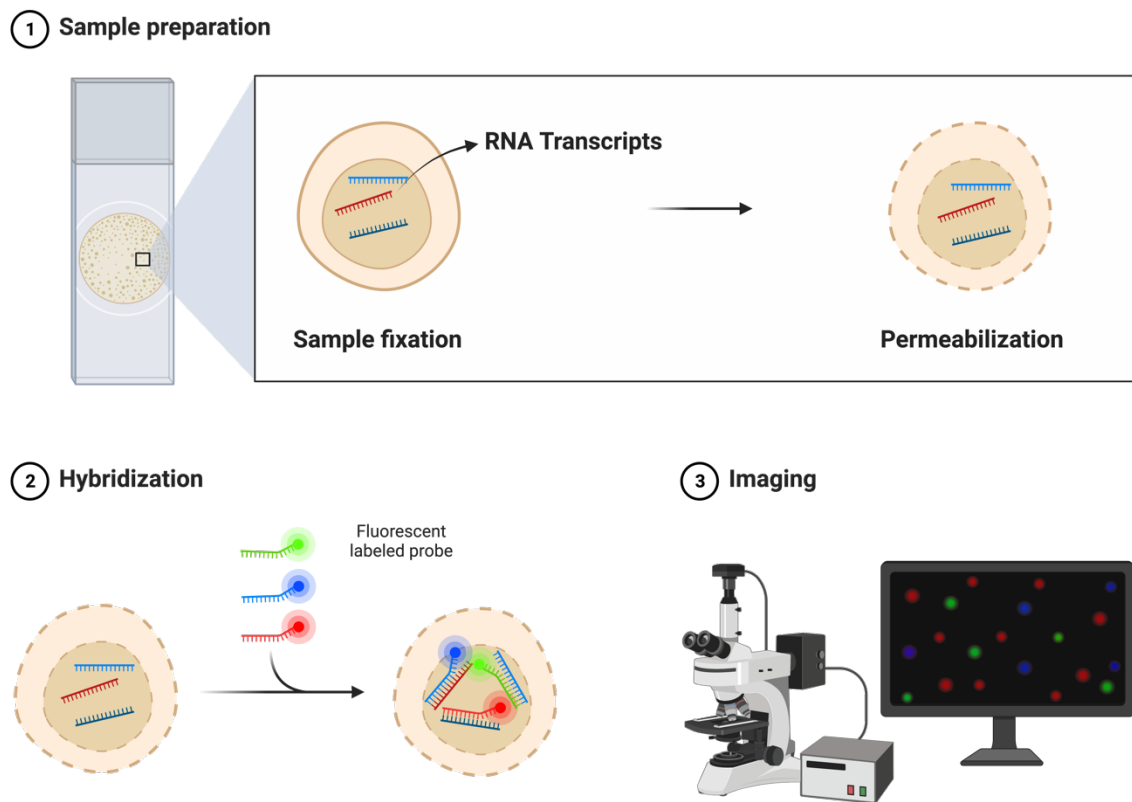 1 Sample preparation
RNA Transcripts
Sample fixation
Permeabilization
2 Hybridization
Fluorescent
labeled probe
3 Imaging